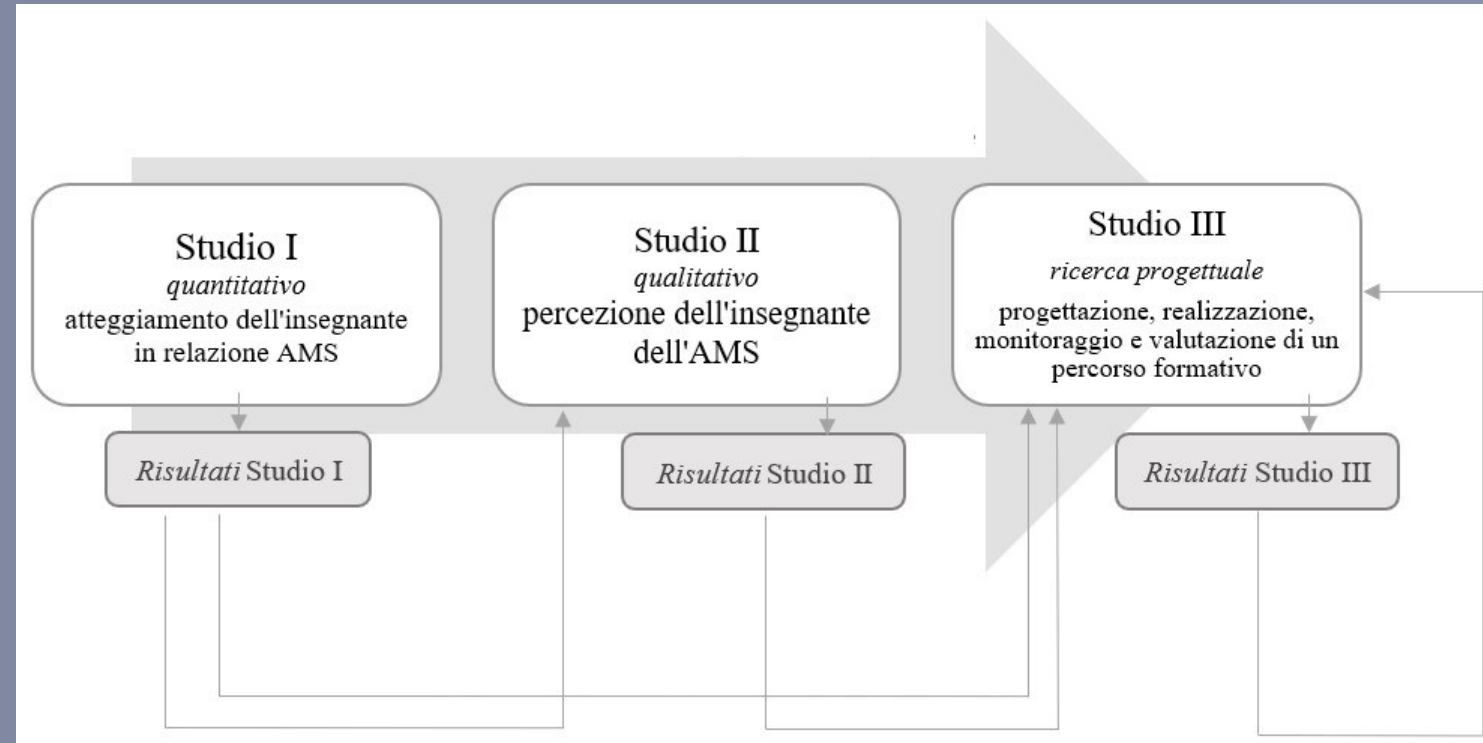 Studio I
quantitativo
atteggiamento dell'insegnante
in relazione AMS
Studio II
qualitativo
percezione dell'insegnante
dell'AMS
Studio III
ricerca progettuale
progettazione, realizzazione,
monitoraggio e valutazione di un
percorso formativo
Risultati Studio I
Risultati Studio II
Risultati Studio III